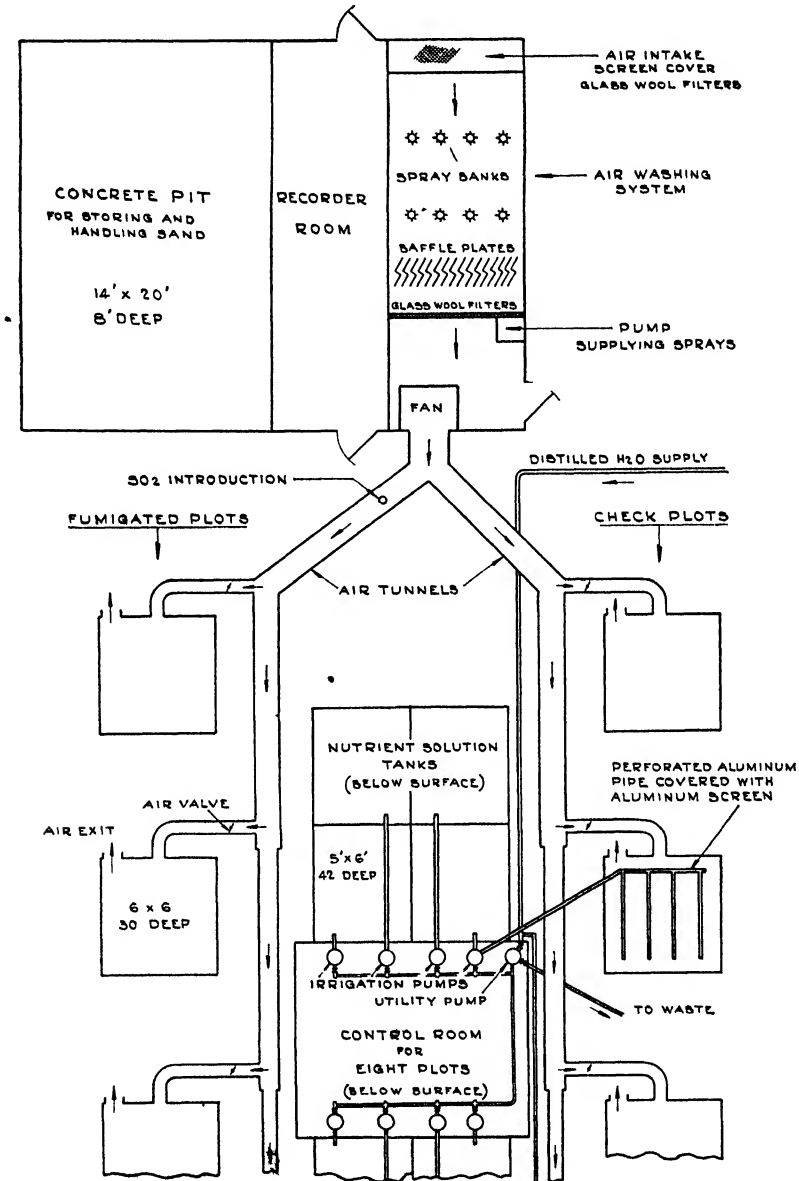 AIR INTAKE
SCREEN COVER
GLASS WOOL FILTERS
SPRAY BANKS
AIR WASHING
SYSTEM
CONCRETE PIT
FOR STORING AND
HANDLING SAND
14' x 20'
8' DEEP
RECORDER
ROOM
BAFFLE PLATES
GLASS WOOL FILTERS
PUMP
SUPPLYING SPRAYS
FAN
DISTILLED H2O SUPPLY
SO2 INTRODUCTION
FUMIGATED PLOTS
CHECK PLOTS
AIR TUNNELS
NUTRIENT SOLUTION
TANKS
(BELOW SURFACE)
PERFORATED ALUMINUM
PIPE COVERED WITH
ALUMINUM SCREEN
AIR VALVE
AIR EXIT
5' x 6'
42 DEEP
6 x 6
30 DEEP
IRRIGATION PUMPS
UTILITY PUMP
TO WASTE
CONTROL ROOM
FOR
EIGHT PLOTS
(BELOW SURFACE)